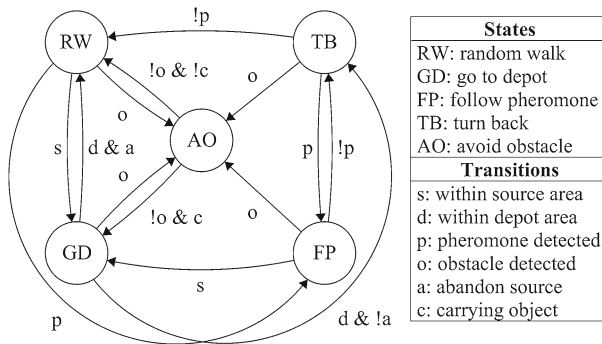 !p
RW
TB
!o & !c
o
o
AO
s
d & a
p
!p
o
!o & c
o
GD
FP
s
p
d & !a
States
RW: random walk
GD: go to depot
FP: follow pheromone
TB: turn back
AO: avoid obstacle
Transitions
s: within source area
d: within depot area
p: pheromone detected
o: obstacle detected
a: abandon source
c: carrying object